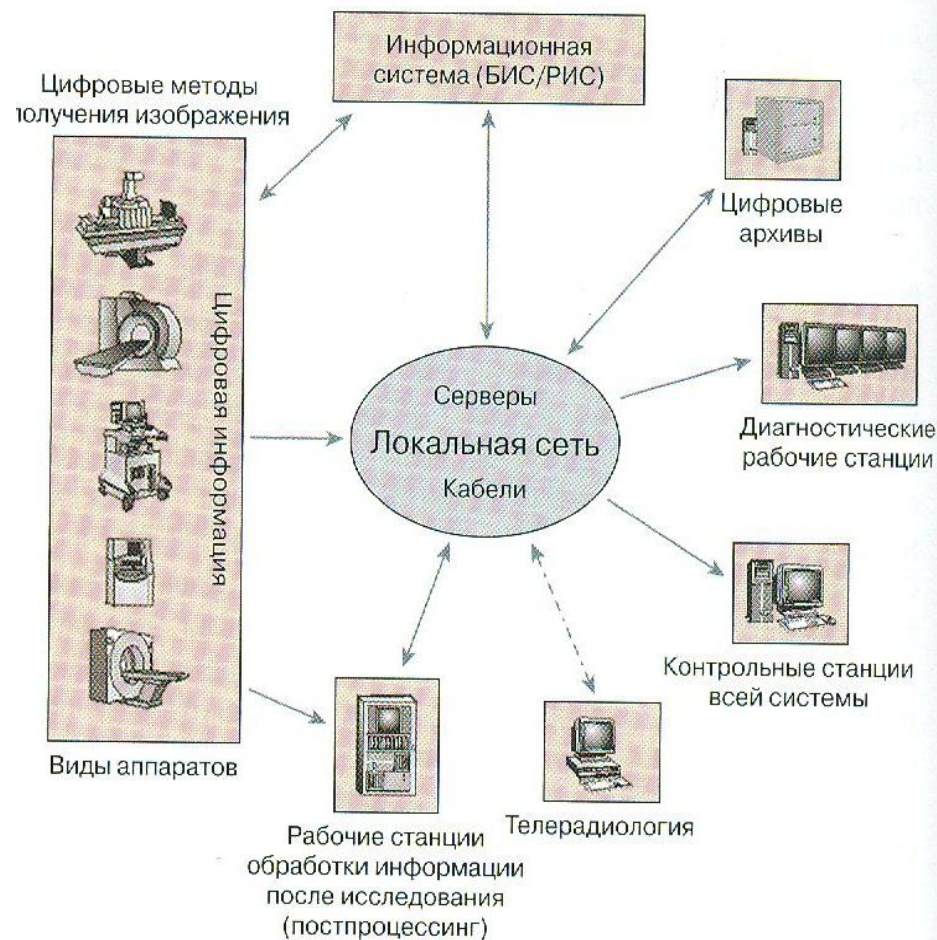 Информационная
система (БИС/РИС)
Цифровые методы
получения изображения
Цифровая информация
Виды аппаратов
Цифровые
архивы
Серверы
Локальная сеть
Кабели
Диагностические
рабочие станции
Контрольные станции
всей системы
Телерадиология
Рабочие станции
обработки информации
после исследования
(постпроцессинг)